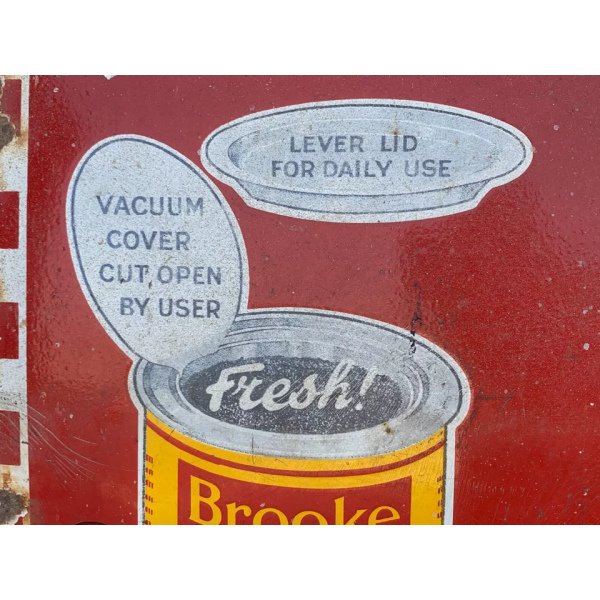 LEVER LID
FOR DAILY USE
VACUUM
COVER
CUT OPEN
BY USER
Fresh!
Brooke